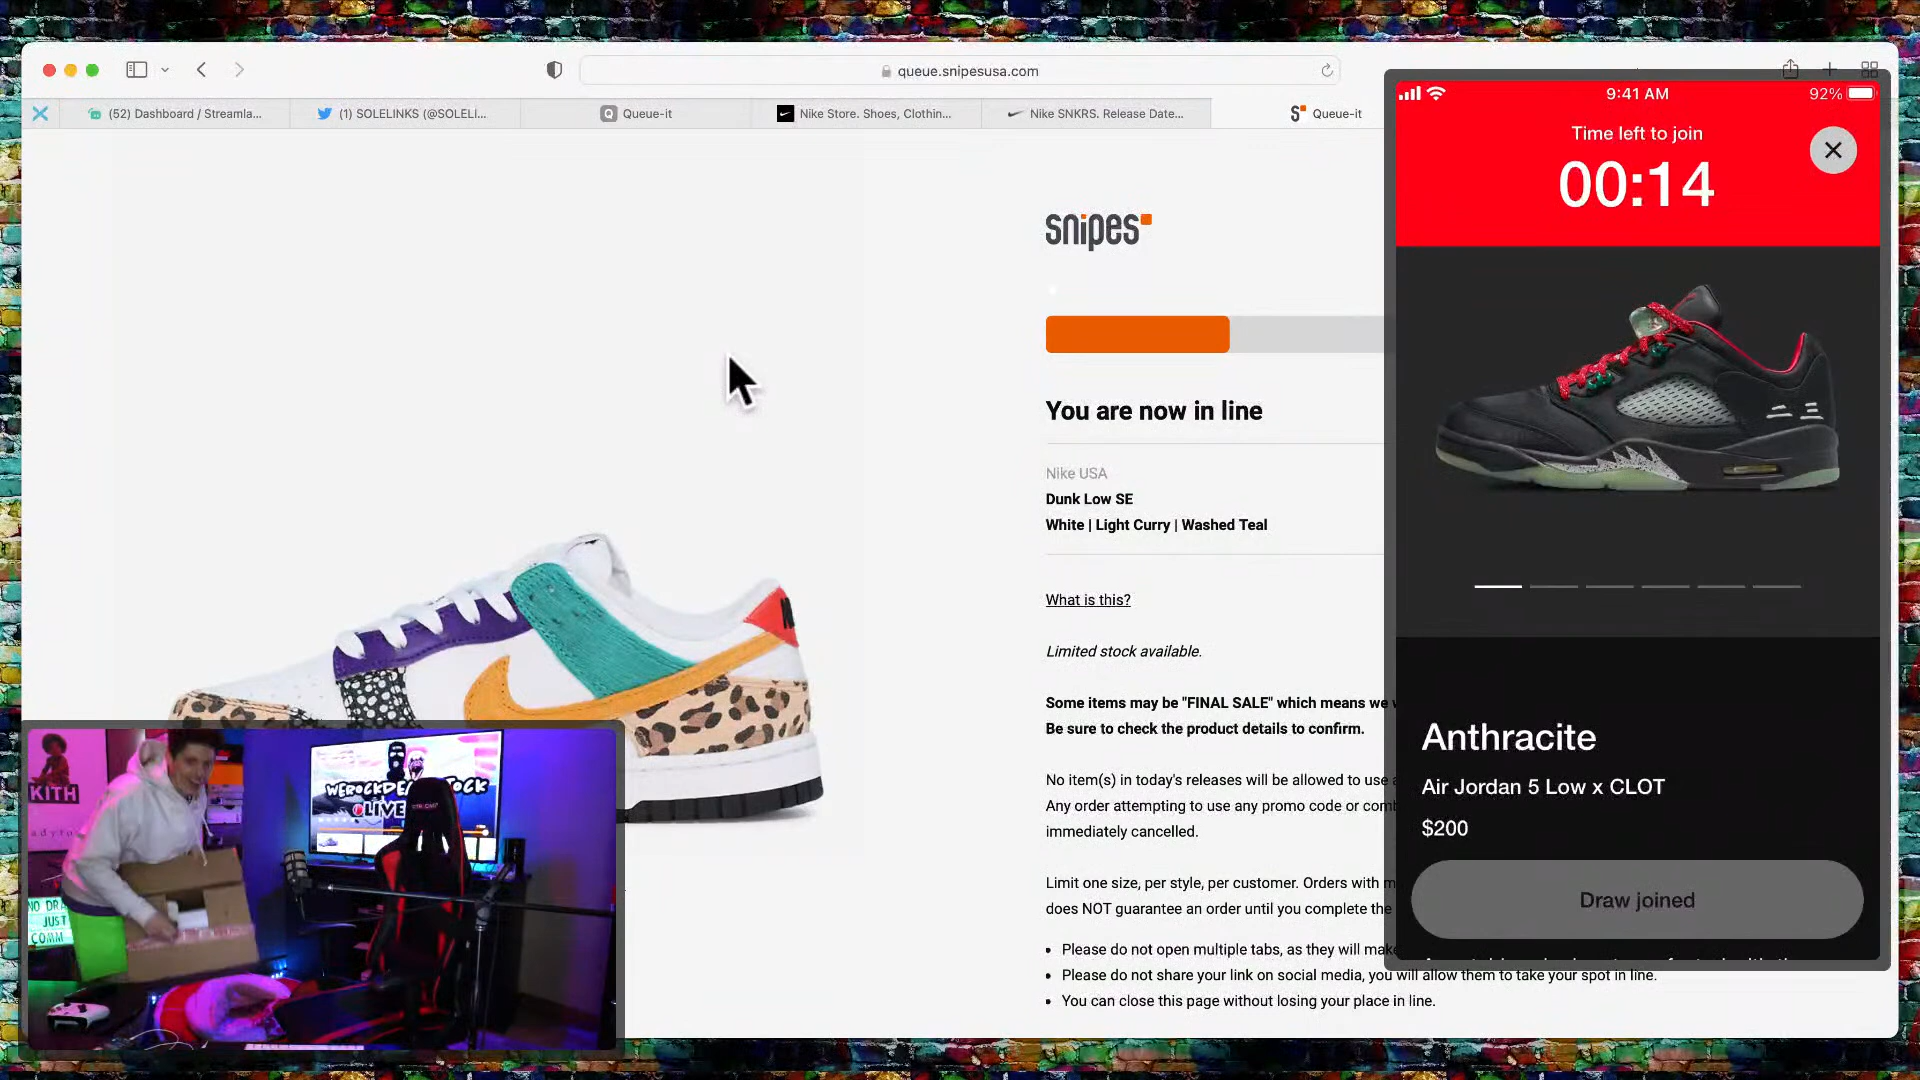 queue.snipesusa.com
(52) Dashboard / Streamla...
(1) SOLELINKS (@SOLELI...
Queue-it
Nike Store. Shoes, Clothin...
Nike SNKRS. Release Date...
Queue-it
snipes
You are now in line
Nike USA
Dunk Low SE
White | Light Curry | Washed Teal
What is this?
Limited stock available.
Some items may be "FINAL SALE" which means we
Be sure to check the product details to confirm.
No item(s) in today's releases will be allowed to use
Any order attempting to use any promo code or
immediately cancelled.
Limit one size, per style, per customer. Orders with
does NOT guarantee an order until you complete the
• Please do not open multiple tabs, as they will
• Please do not share your link on social media, you will allow them to take your spot in line.
• You can close this page without losing your place in line.
9:41 AM
92%
Time left to join
00:14
Anthracite
Air Jordan 5 Low x CLOT
$200
Draw joined
KITH
NO
JUST
COMM
LIVE